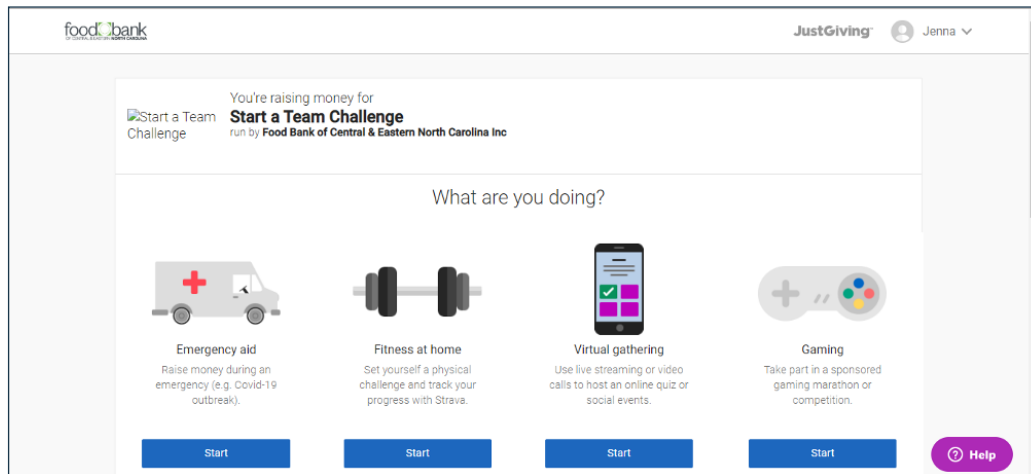 food bank
OF CENTRAL & EASTERN NORTH CAROLINA
JustGiving™
Jenna
Start a Team
Challenge
You're raising money for
Start a Team Challenge
run by Food Bank of Central & Eastern North Carolina Inc
What are you doing?
Emergency aid
Raise money during an
emergency (e.g. Covid-19
outbreak).
Start
Fitness at home
Set yourself a physical
challenge and track your
progress with Strava.
Start
Virtual gathering
Use live streaming or video
calls to host an online quiz or
social events.
Start
Gaming
Take part in a sponsored
gaming marathon or
competition.
Start
? Help